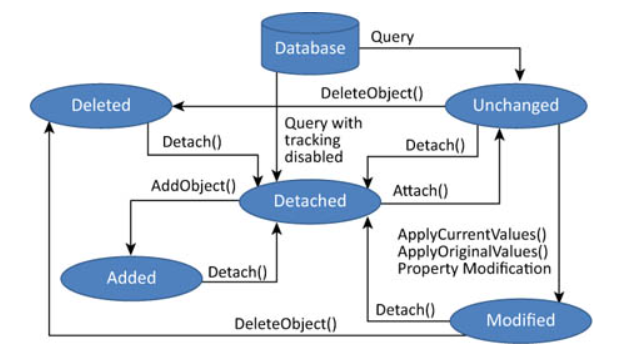 Database
Query
DeleteObject()
Deleted
Unchanged
Detach()
Query with
tracking
disabled
Detach()
AddObject()
Detached
Attach()
ApplyCurrentValues()
ApplyOriginalValues()
Property Modification
Added
Detach()
Detach()
DeleteObject()
Modified